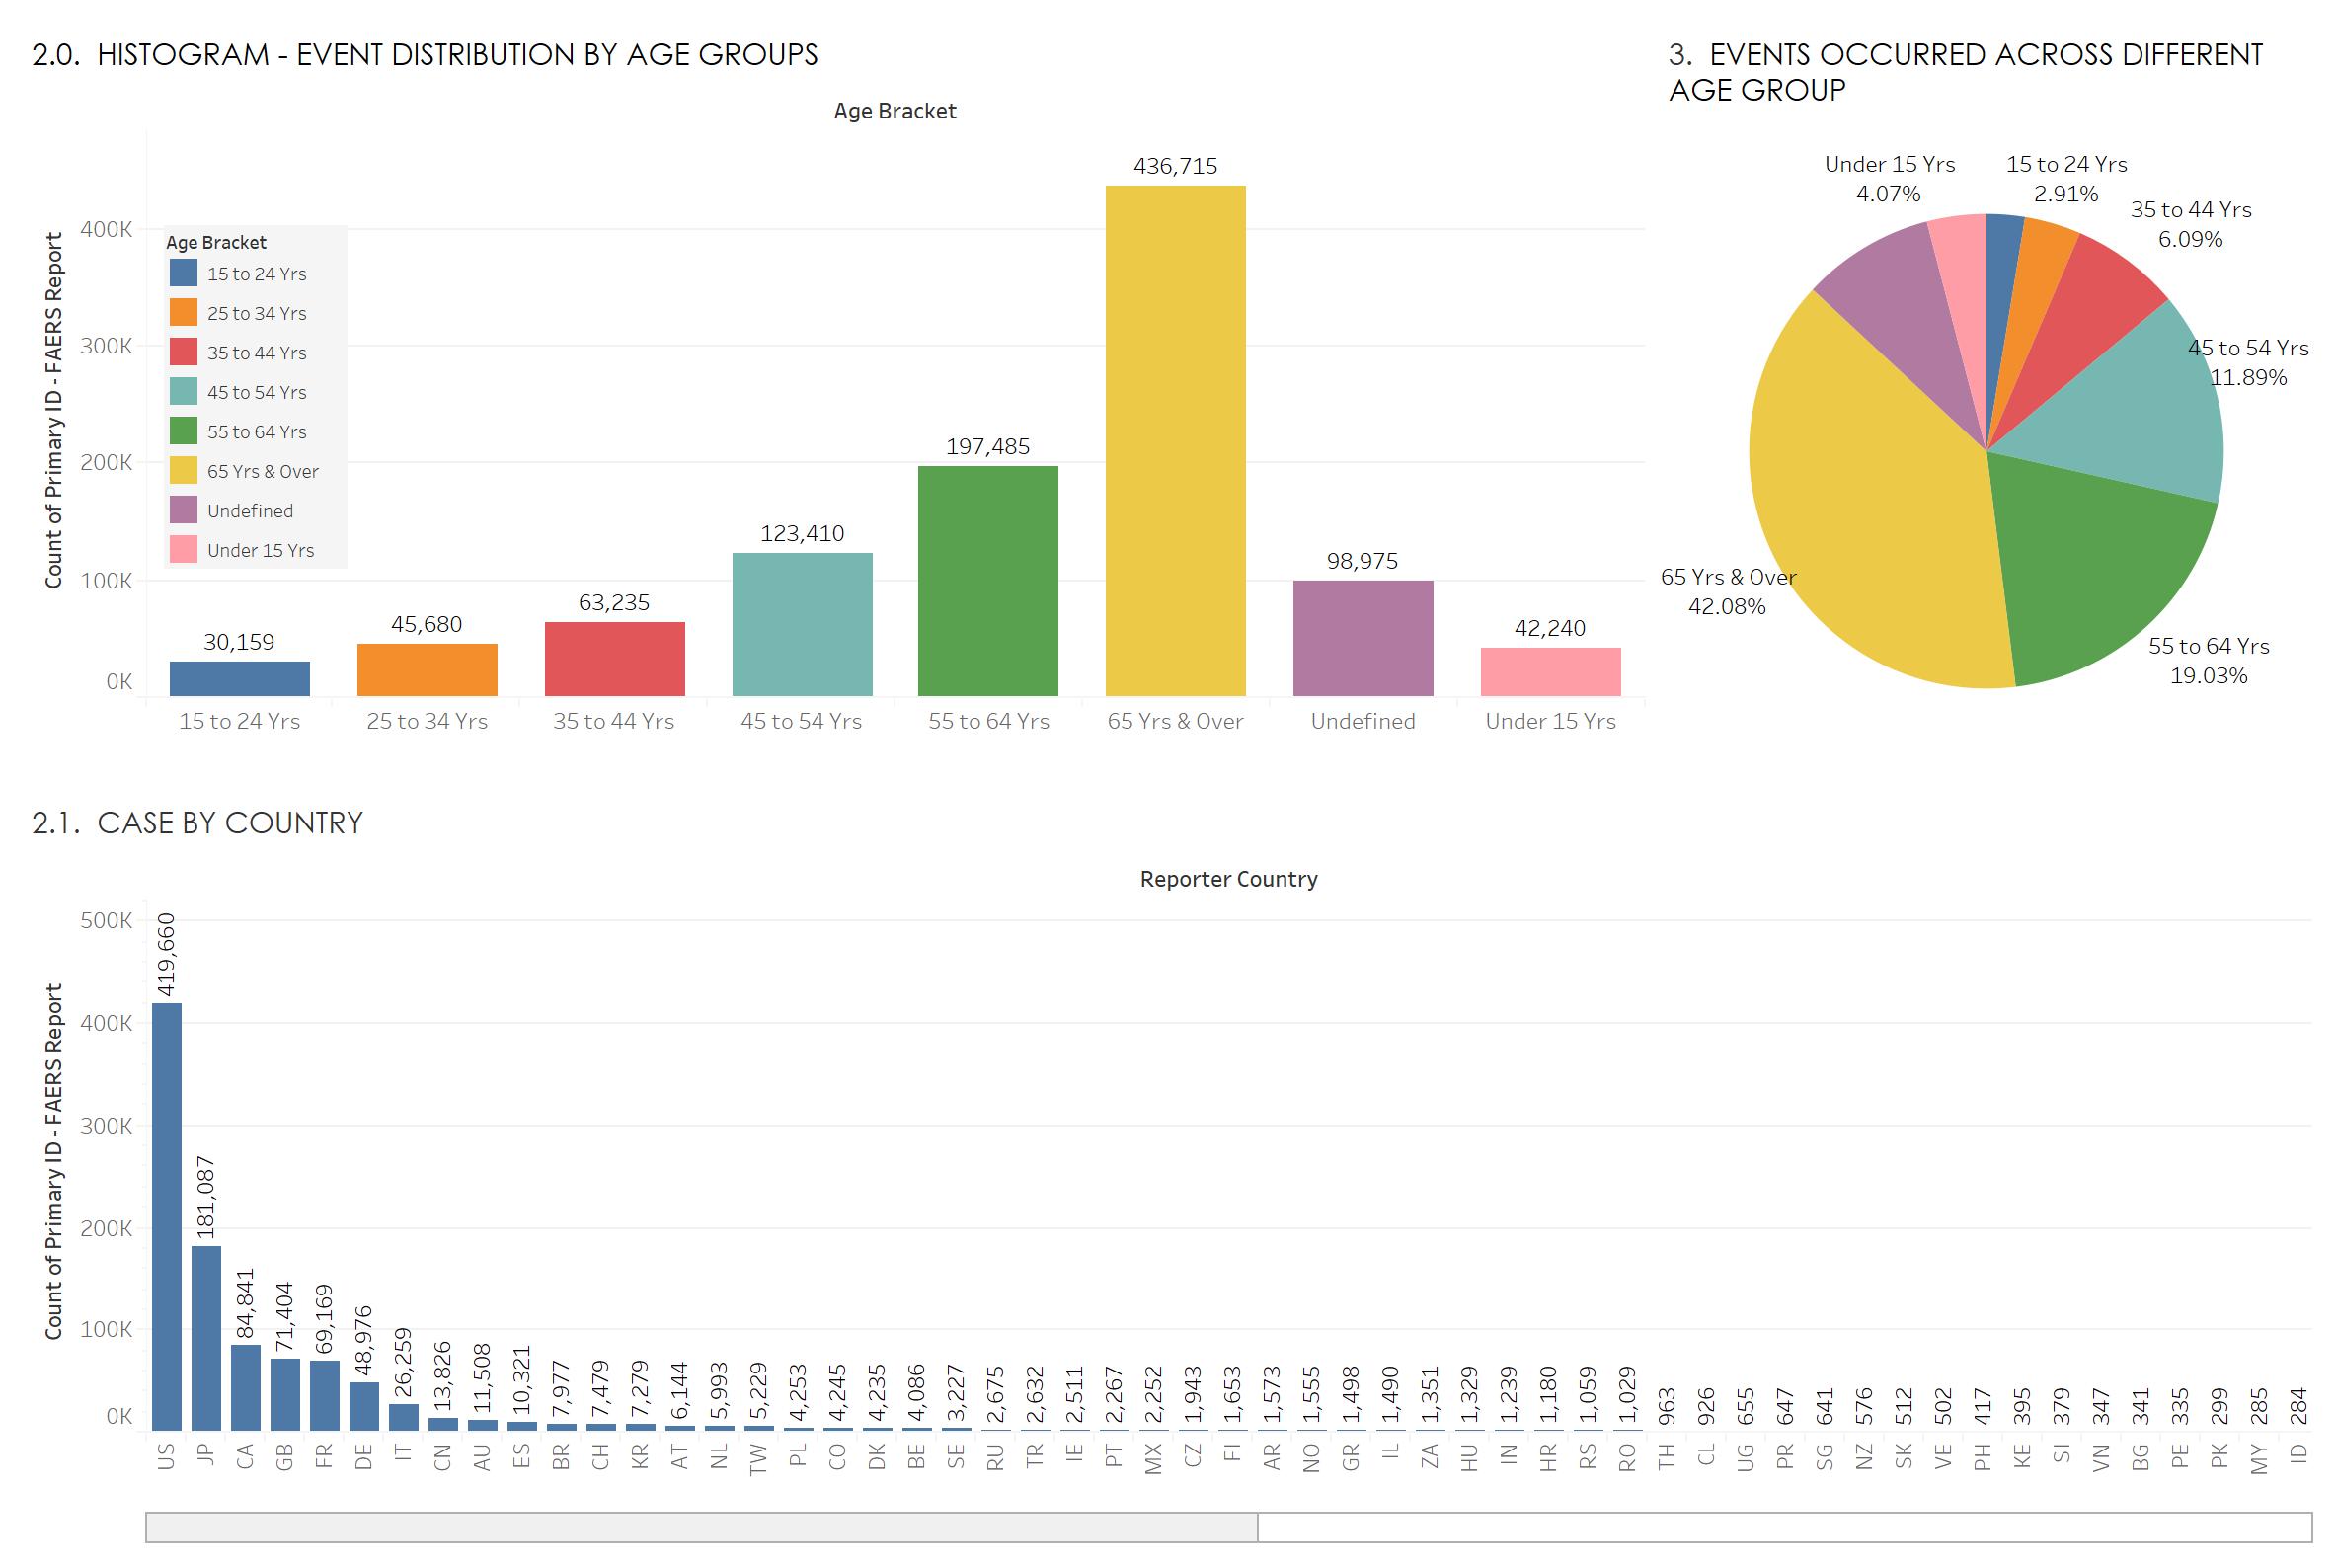 2.0. HISTOGRAM - EVENT DISTRIBUTION BY AGE GROUPS
Age Bracket
Count of Primary ID - FAERS Report
400K
300K
200K
100K
0K
Age Bracket
15 to 24 Yrs
25 to 34 Yrs
35 to 44 Yrs
45 to 54 Yrs
55 to 64 Yrs
65 Yrs & Over
Undefined
Under 15 Yrs
30,159
45,680
63,235
123,410
197,485
436,715
98,975
42,240
15 to 24 Yrs
25 to 34 Yrs
35 to 44 Yrs
45 to 54 Yrs
55 to 64 Yrs
65 Yrs & Over
Undefined
Under 15 Yrs
3. EVENTS OCCURRED ACROSS DIFFERENT
AGE GROUP
Under 15 Yrs
4.07%
15 to 24 Yrs
2.91%
35 to 44 Yrs
6.09%
45 to 54 Yrs
11.89%
55 to 64 Yrs
19.03%
65 Yrs & Over
42.08%
2.1. CASE BY COUNTRY
Reporter Country
Count of Primary ID - FAERS Report
500K
400K
300K
200K
100K
0K
419,660
181,087
84,841
71,404
69,169
48,976
26,259
13,826
11,508
10,321
7,977
7,479
7,279
6,144
5,993
5,229
4,253
4,245
4,235
4,086
3,227
2,675
2,632
2,511
2,267
2,252
1,943
1,653
1,573
1,555
1,498
1,490
1,351
1,329
1,239
1,180
1,059
1,029
963
926
655
647
641
576
512
502
417
395
379
347
341
335
299
285
284
US
JP
CA
GB
FR
DE
IT
CN
AU
ES
BR
CH
KR
AT
NL
TW
PL
CO
DK
BE
SE
RU
TR
IE
PT
MX
CZ
FI
AR
NO
GR
IL
ZA
HU
IN
HR
RS
RO
TH
CL
UG
PR
SG
NZ
SK
VE
PH
KE
SI
VN
BG
PE
PK
MY
ID